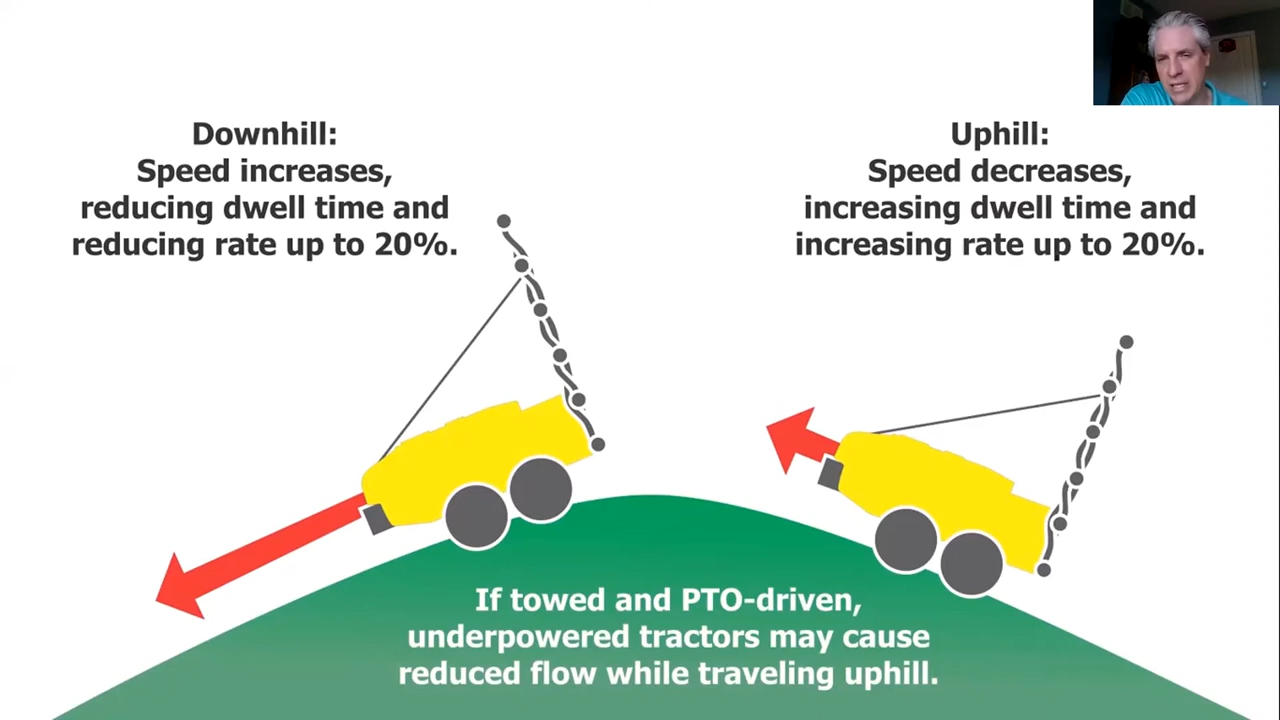 Downhill:
Speed increases,
reducing dwell time and
reducing rate up to 20%.
Uphill:
Speed decreases,
increasing dwell time and
increasing rate up to 20%.
If towed and PTO-driven,
underpowered tractors may cause
reduced flow while traveling uphill.